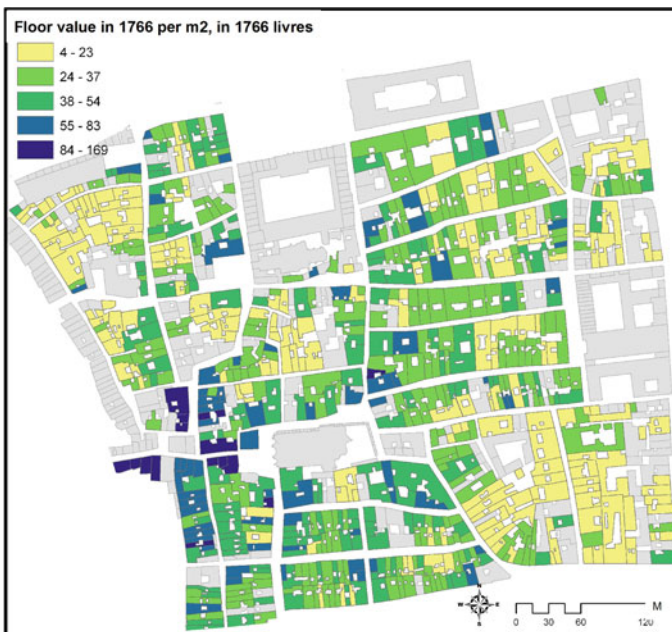 Floor value in 1766 per m2, in 1766 livres
4 - 23
24 - 37
38 - 54
55 - 83
84 - 169
N
W E
S
M
0 30 60 120